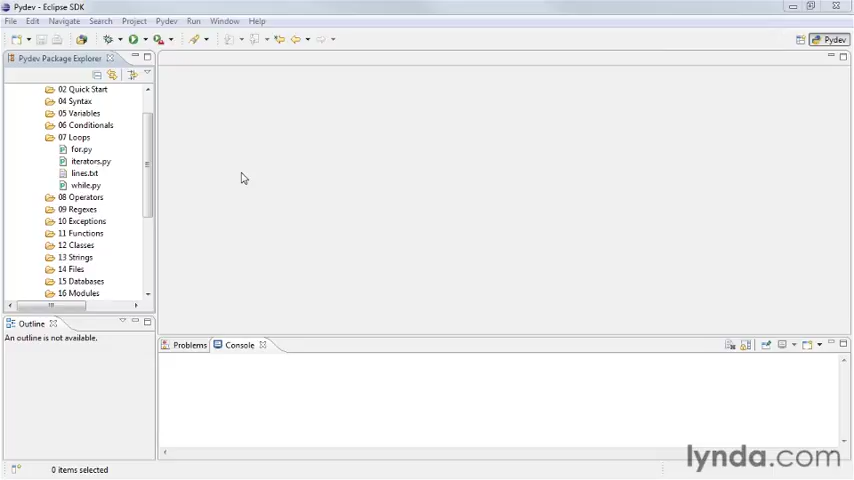 Pydev - Eclipse SDK
File Edit Navigate Search Project Pydev Run Window Help
Pydev
Pydev Package Explorer
02 Quick Start
04 Syntax
05 Variables
06 Conditionals
07 Loops
for.py
iterators.py
lines.txt
while.py
08 Operators
09 Regexes
10 Exceptions
11 Functions
12 Classes
13 Strings
14 Files
15 Databases
16 Modules
Outline
An outline is not available.
Problems Console
0 items selected
lynda.com